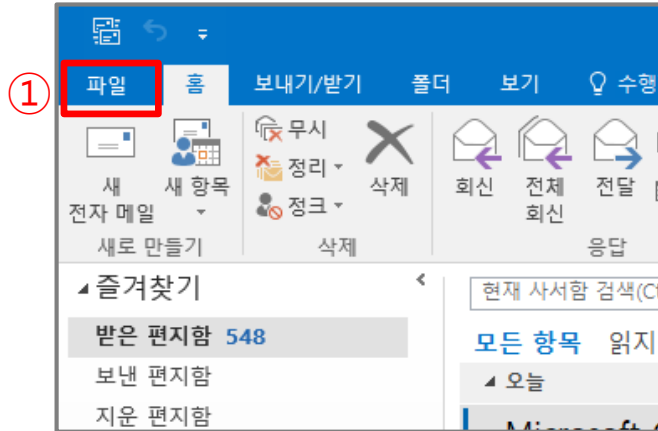 파일 홈 보내기/받기 폴더 보기 수행
①
무시
정리
정크
새 전자 메일
새 항목
삭제
회신
전체 회신
전달
새로 만들기 삭제 응답
즐겨찾기
현재 사서함 검색(Ct
받은 편지함 548
모든 항목 읽지
보낸 편지함
오늘
지운 편지함
Microsoft